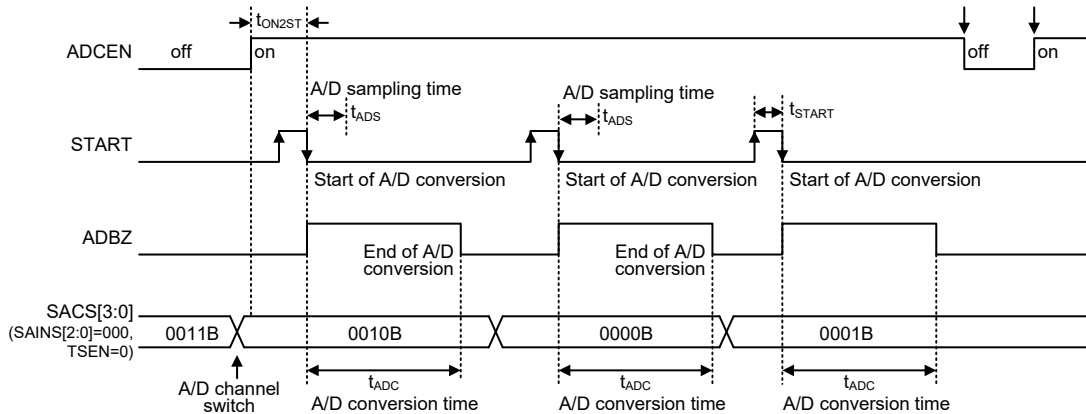 tON2ST
ADCEN
off
on
off
on
A/D sampling time
A/D sampling time
tADS
tADS
tSTART
START
Start of A/D conversion
Start of A/D conversion
Start of A/D conversion
ADBZ
End of A/D
conversion
End of A/D
conversion
SACS[3:0]
(SAINS[2:0]=000,
TSEN=0)
0011B
0010B
0000B
0001B
A/D channel
switch
tADC
A/D conversion time
tADC
A/D conversion time
tADC
A/D conversion time